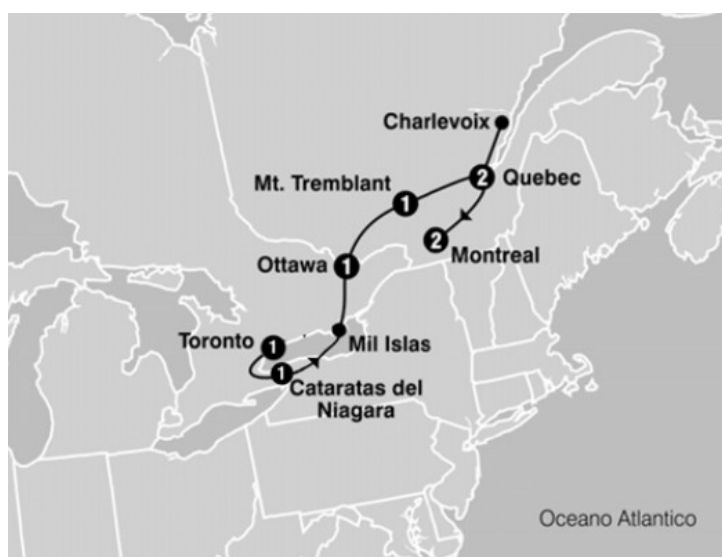 Charlevoix
2
Quebec
Mt. Tremblant
1
2
Montreal
Ottawa
1
Toronto
1
Mil Islas
1
Cataratas del
Niagara
Oceano Atlantico